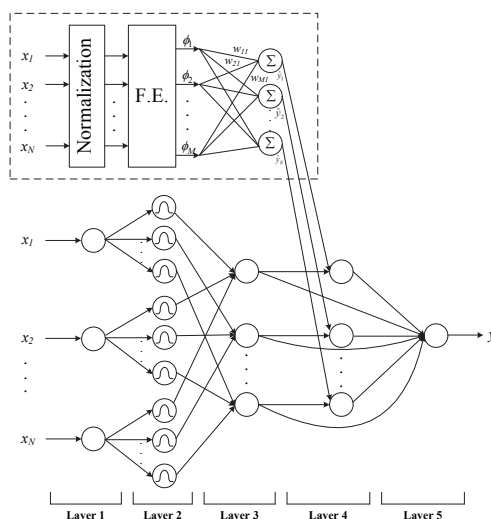 x1
x2
xN
Normalization
F.E.
ϕ1
ϕ2
ϕM
w11
w21
wM1
Σ
ŷ1
Σ
ŷ2
Σ
x1
x2
xN
y
Layer 1
Layer 2
Layer 3
Layer 4
Layer 5